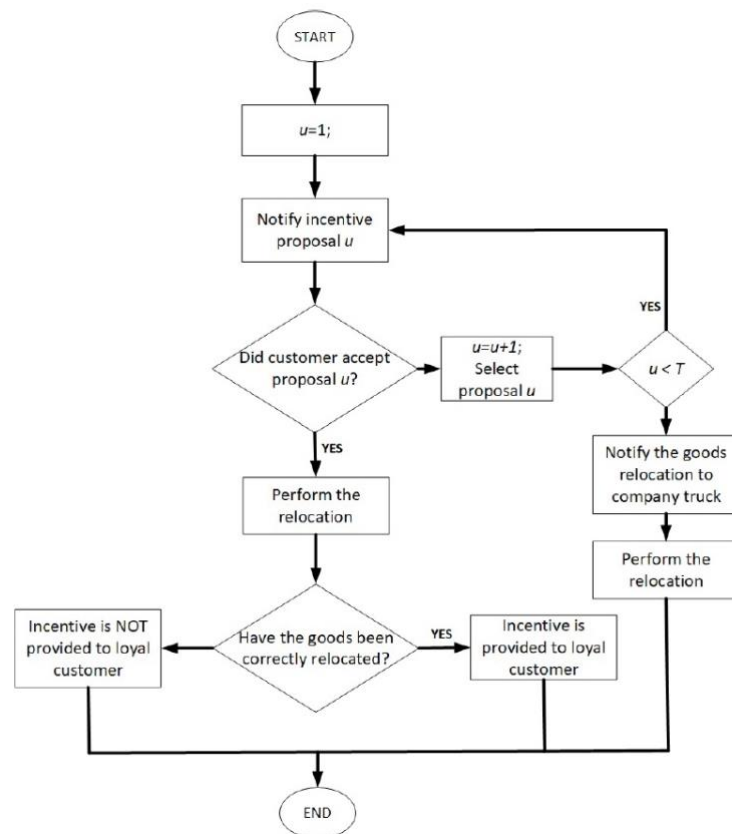 START
u=1;
Notify incentive
proposal u
YES
Did customer accept
proposal u?
u=u+1;
Select
proposal u
u < T
YES
Notify the goods
relocation to
company truck
Perform the
relocation
Perform the
relocation
Incentive is NOT
provided to loyal
customer
Have the goods been
correctly relocated?
YES
Incentive is
provided to loyal
customer
END